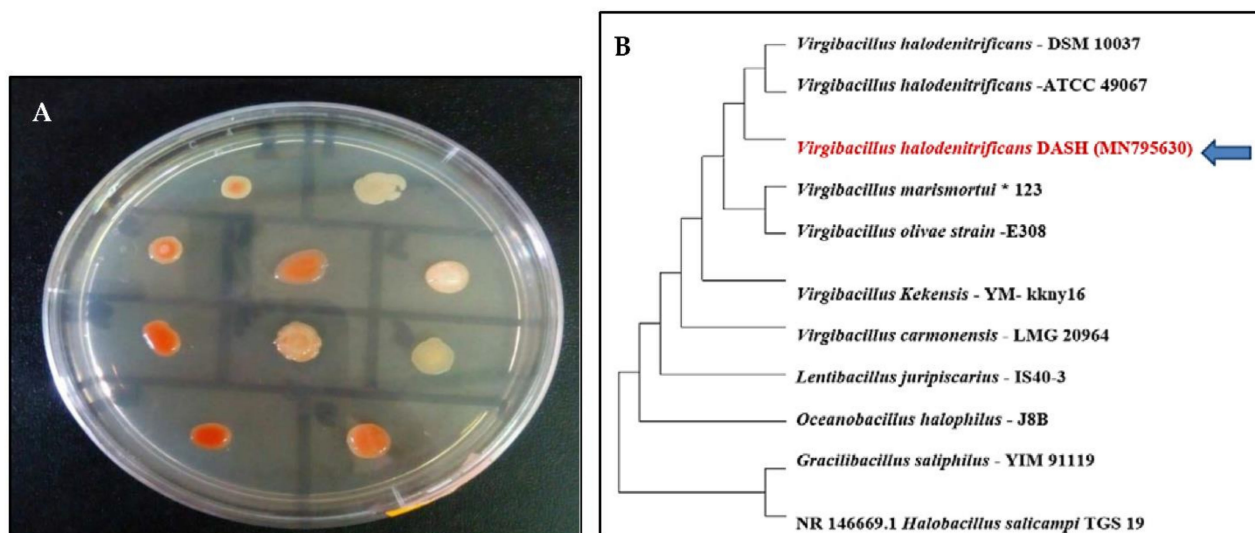 A
B
Virgibacillus halodenitrificans - DSM 10037
Virgibacillus halodenitrificans -ATCC 49067
Virgibacillus halodenitrificans DASH (MN795630)
Virgibacillus marismortui * 123
Virgibacillus olivae strain -E308
Virgibacillus Kekensis - YM- kkny16
Virgibacillus carmonensis - LMG 20964
Lentibacillus juripiscarius - IS40-3
Oceanobacillus halophilus - J8B
Gracilibacillus saliphilus - YIM 91119
NR 146669.1 Halobacillus salicampi TGS 19